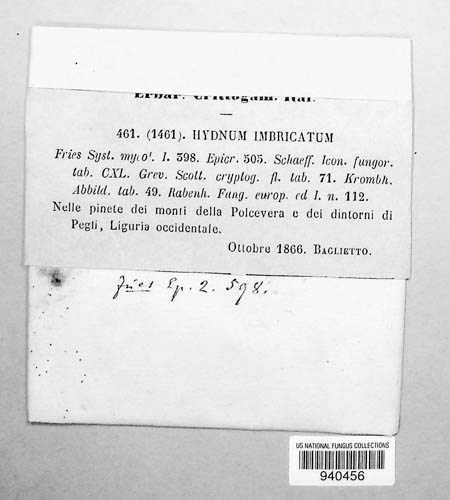 Erbar. Crittogam. Ital.
461. (1461). HYDNUM IMBRICATUM
Fries Syst. mycol. I. 398. Epicr. 505. Schaeff. Icon. fungor.
tab. CXL. Grev. Scott. cryptog. fl. tab. 71. Krombh.
Abbild. tab. 49. Rabenh. Fung. europ. ed I. n. 112.
Nelle pinete dei monti della Polcevera e dei dintorni di
Pegli, Liguria occidentale.
Ottobre 1866. BAGLIETTO.
Fries Ep. 2. 598.
US NATIONAL FUNGUS COLLECTIONS
940456